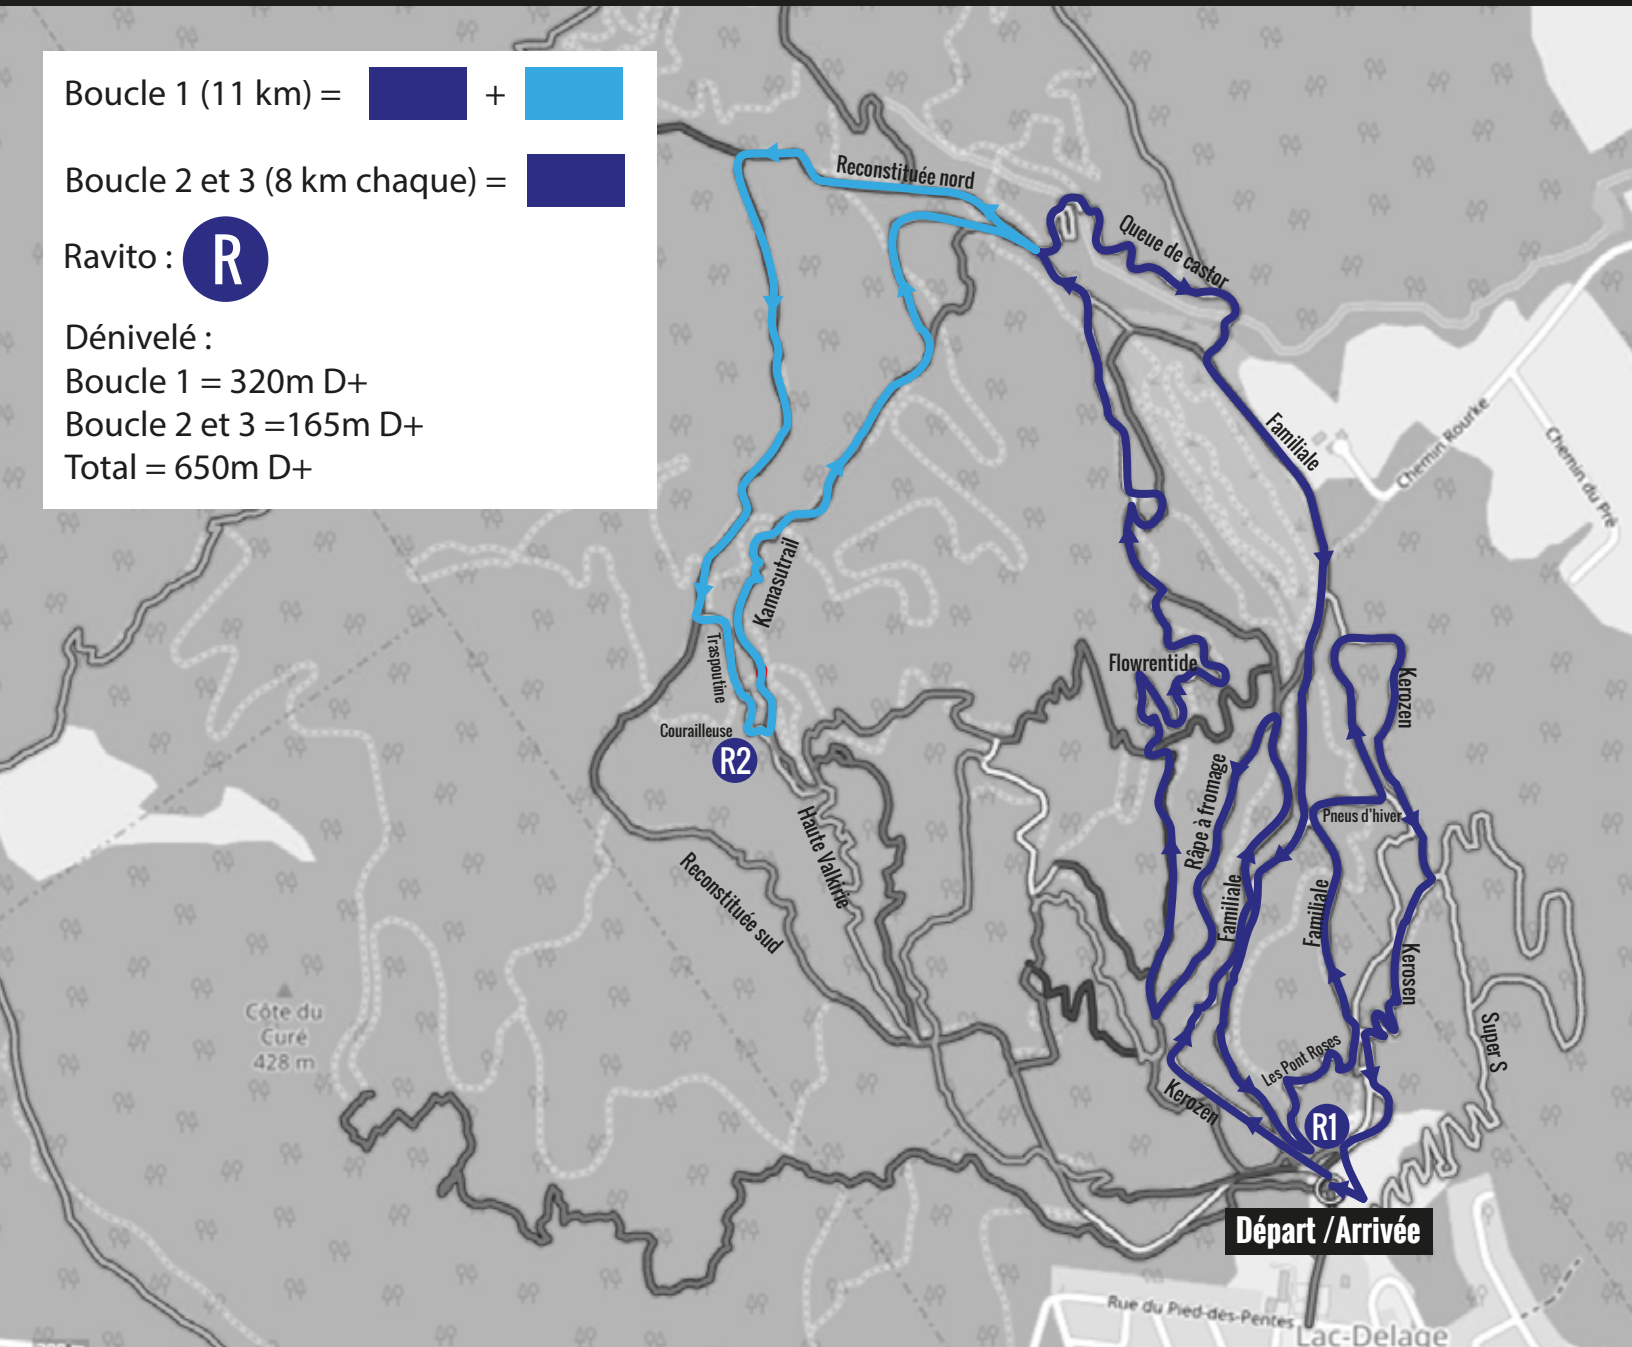 Boucle 1 (11 km) = +
Boucle 2 et 3 (8 km chaque) =
Ravito : R
Dénivelé :
Boucle 1 = 320m D+
Boucle 2 et 3 =165m D+
Total = 650m D+
Reconstituée nord
Queue de castor
Familiale
Chemin Rourke
Chemin du Pré
Kamasutrail
Traspoutine
Flowrentide
Kerozen
Courailleuse
R2
Râpe à fromage
Pneus d'hiver
Haute Valkirie
Reconstituée sud
Familiale
Familiale
Kerosen
Côte du
Curé
428 m
Super S
Les Pont Roses
Kerozen
R1
Départ /Arrivée
Rue du Pied-des-Pentes
Lac-Delage